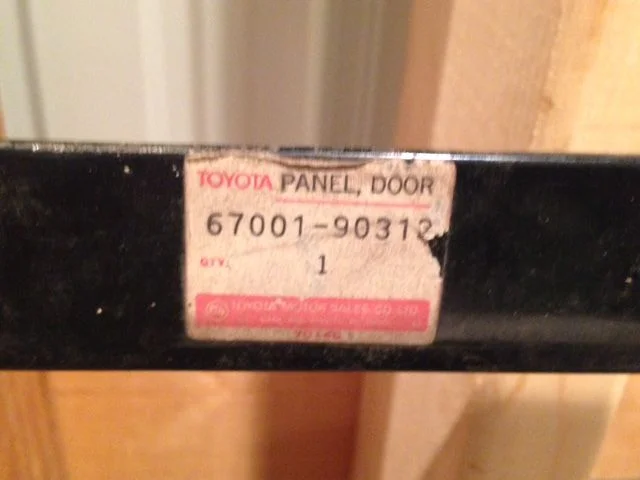 TOYOTA PANEL, DOOR
67001-90312
QTY. 1
TOYOTA MOTOR SALES CO., LTD.